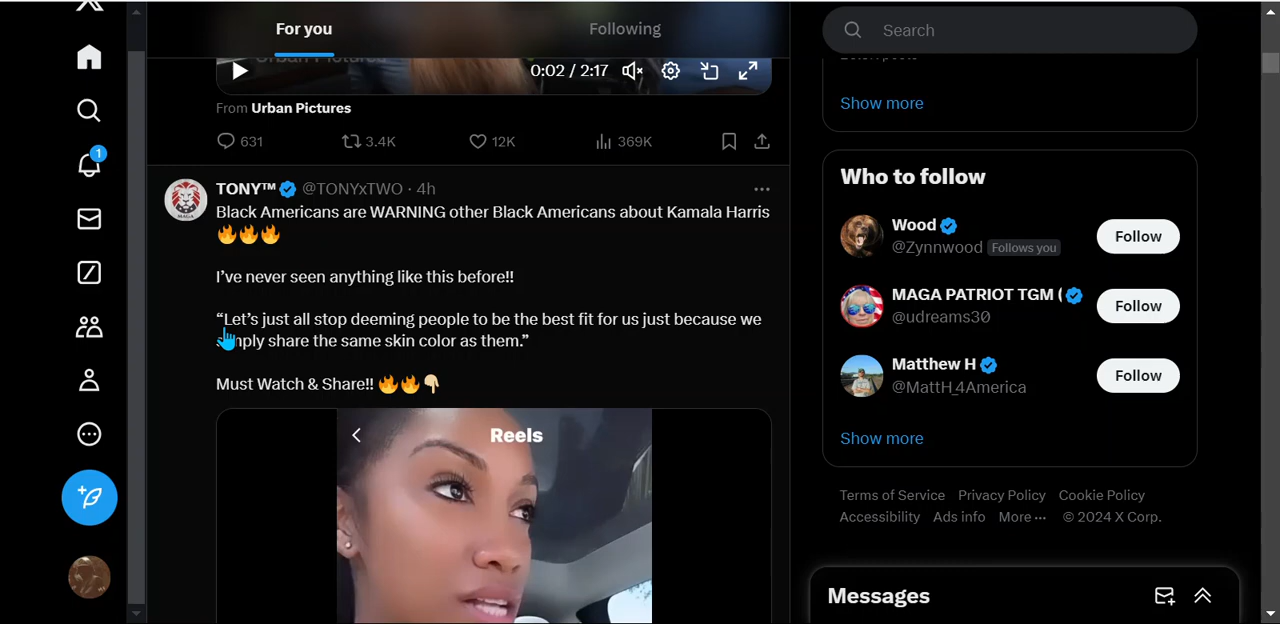 For you
Following
Search
Urban Pictures
0:02 / 2:17
From Urban Pictures
631
3.4K
12K
369K
Show more
Who to follow
Wood
@Zynnwood Follows you
Follow
MAGA PATRIOT TGM (
@udreams30
Follow
Matthew H
@MattH_4America
Follow
Show more
1
MAGA
TONY™ @TONYxTWO · 4h
Black Americans are WARNING other Black Americans about Kamala Harris
🔥🔥🔥
I've never seen anything like this before!!
“Let's just all stop deeming people to be the best fit for us just because we
simply share the same skin color as them.”
Must Watch & Share!! 🔥🔥👇🏼
Reels
Terms of Service Privacy Policy Cookie Policy
Accessibility Ads info More ··· © 2024 X Corp.
Messages